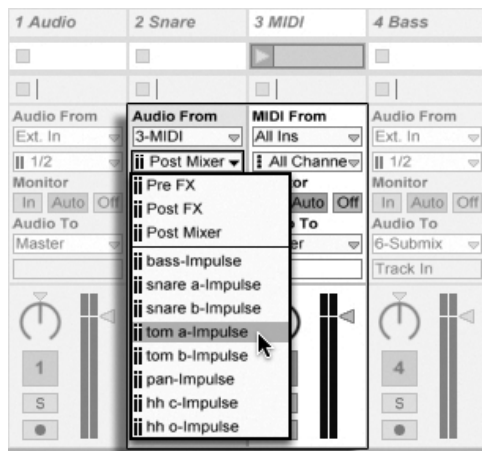 1 Audio
2 Snare
3 MIDI
4 Bass
Audio From
Ext. In
1/2
Monitor
In Auto Off
Audio To
Master
1
S
Audio From
3-MIDI
Post Mixer
Pre FX
Post FX
Post Mixer
bass-Impulse
snare a-Impulse
snare b-Impulse
tom a-Impulse
tom b-Impulse
pan-Impulse
hh c-Impulse
hh o-Impulse
MIDI From
All Ins
All Channe
or
Auto Off
To
er
Audio From
Ext. In
1/2
Monitor
In Auto Off
Audio To
6-Submix
Track In
4
S